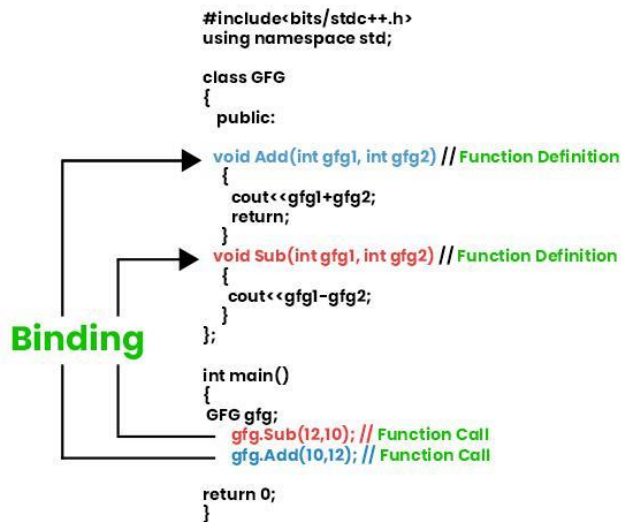 #include<bits/stdc++.h>
using namespace std;
class GFG
{
public:
void Add(int gfg1, int gfg2) // Function Definition
{
cout<<gfg1+gfg2;
return;
}
void Sub(int gfg1, int gfg2) // Function Definition
{
cout<<gfg1-gfg2;
}
Binding
};
int main()
{
GFG gfg;
gfg.Sub(12,10); // Function Call
gfg.Add(10,12); // Function Call
return 0;
}